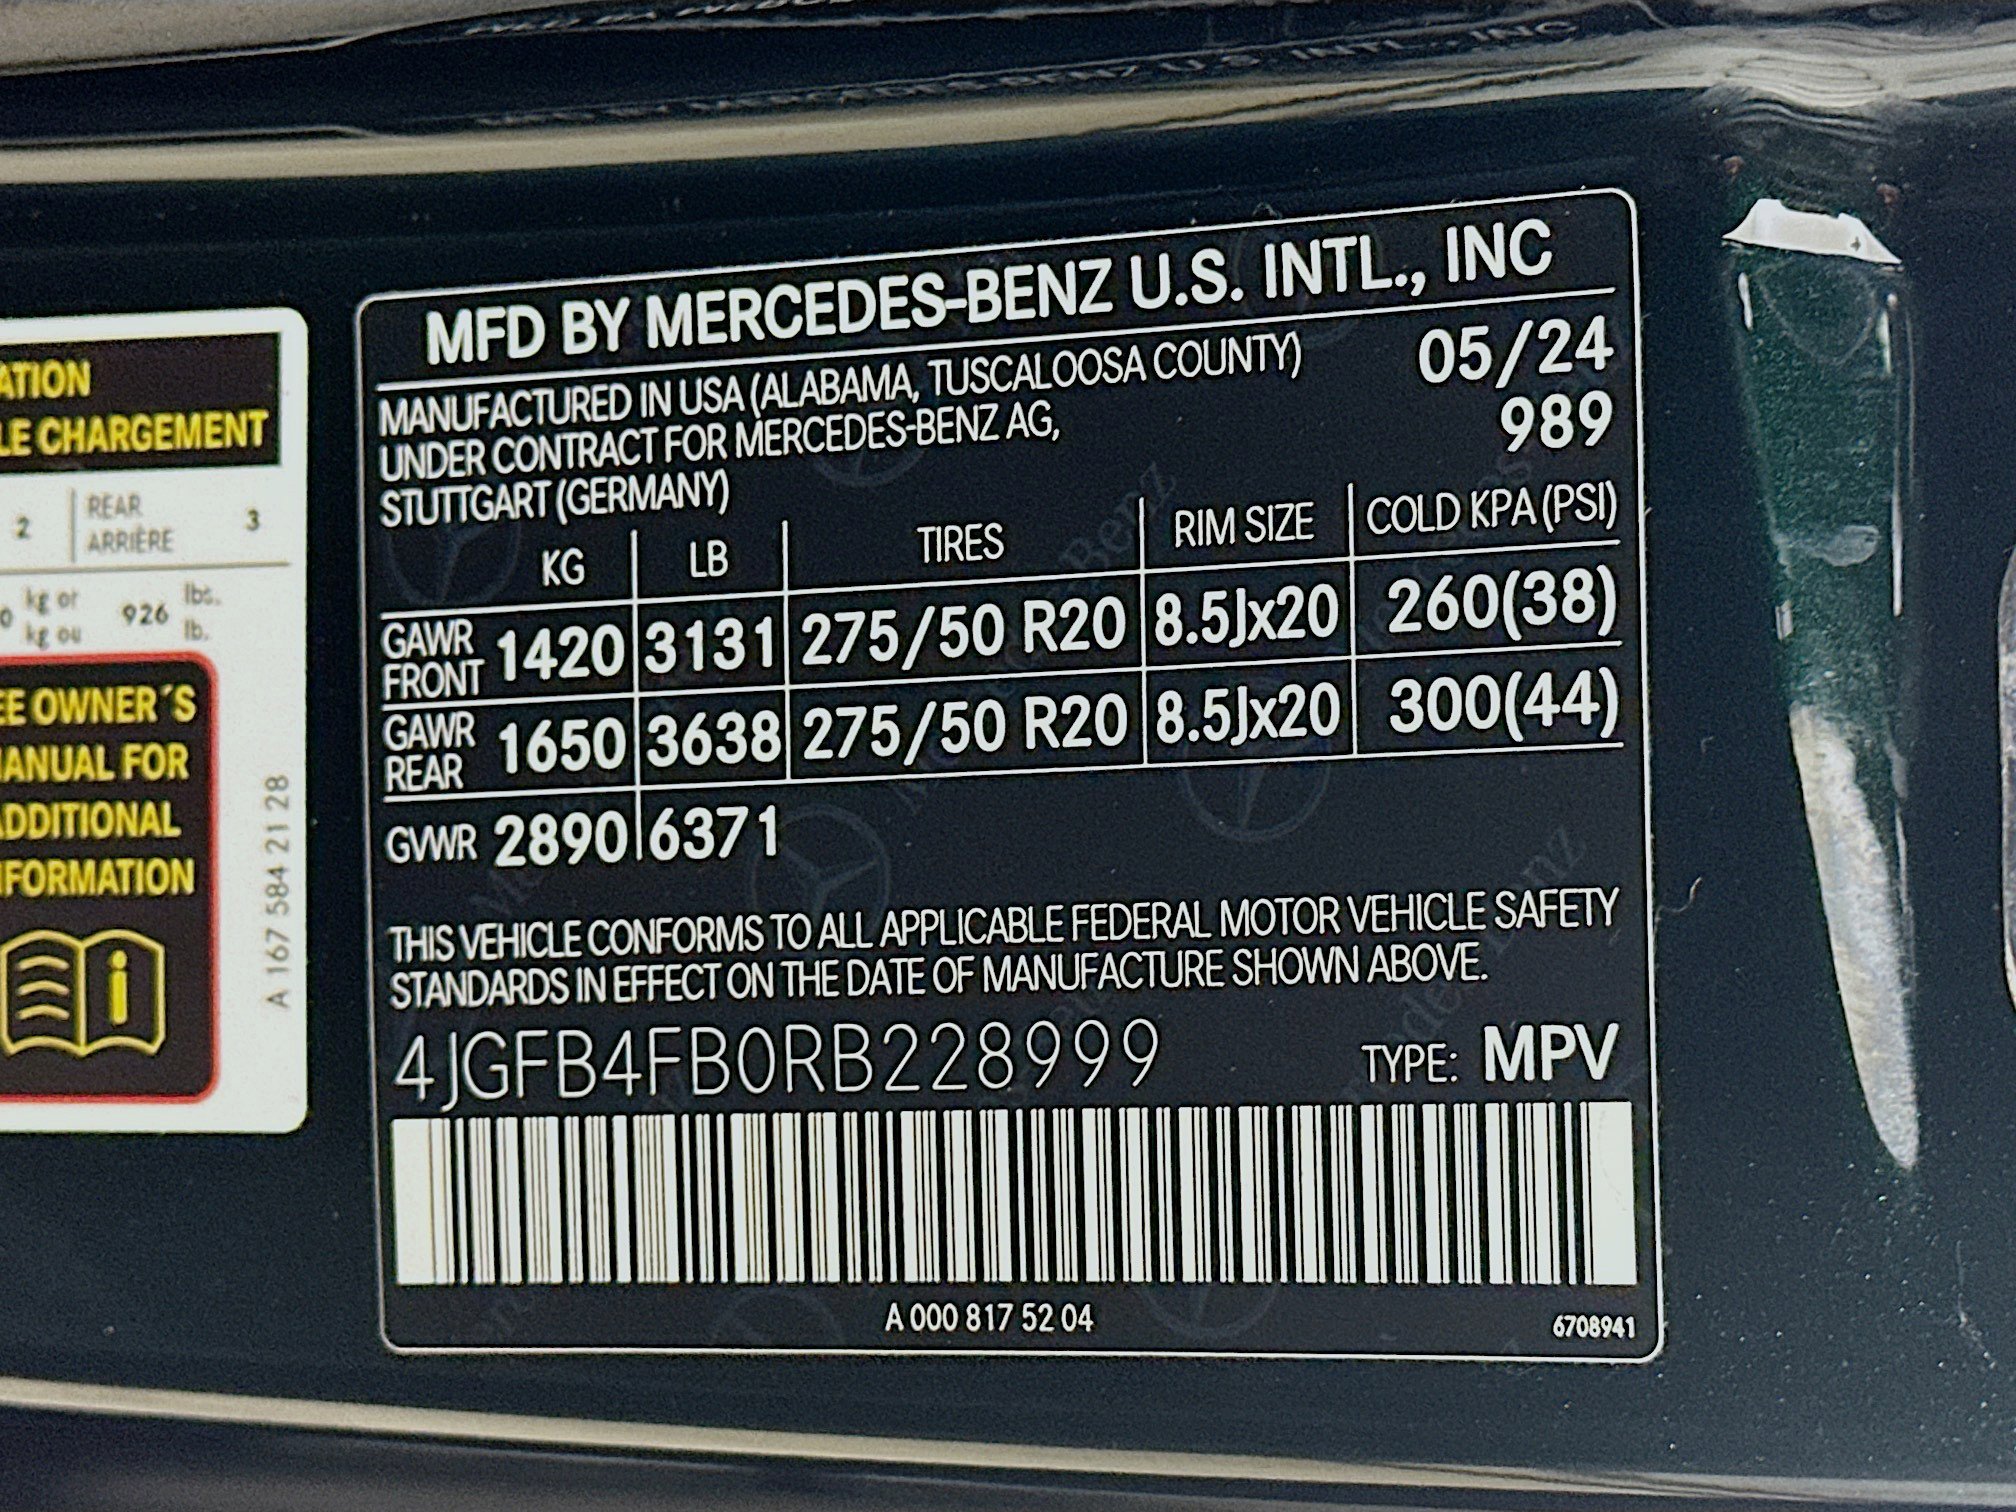 MFD BY MERCEDES-BENZ U.S. INTL., INC
MANUFACTURED IN USA (ALABAMA, TUSCALOOSA COUNTY) 05/24
UNDER CONTRACT FOR MERCEDES-BENZ AG, 989
STUTTGART (GERMANY)
KG LB TIRES RIM SIZE COLD KPA (PSI)
GAWR FRONT 1420 3131 275/50 R20 8.5Jx20 260(38)
GAWR REAR 1650 3638 275/50 R20 8.5Jx20 300(44)
GVWR 2890 6371
THIS VEHICLE CONFORMS TO ALL APPLICABLE FEDERAL MOTOR VEHICLE SAFETY
STANDARDS IN EFFECT ON THE DATE OF MANUFACTURE SHOWN ABOVE.
4JGFB4FB0RB228999 TYPE: MPV
A 000 817 52 04 6708941
ATION
LE CHARGEMENT
2 REAR 3
ARRIÈRE
0 kg or 926 lbs.
kg ou lb.
EE OWNER´S
ANUAL FOR
DDITIONAL
FORMATION
A 167 584 21 28